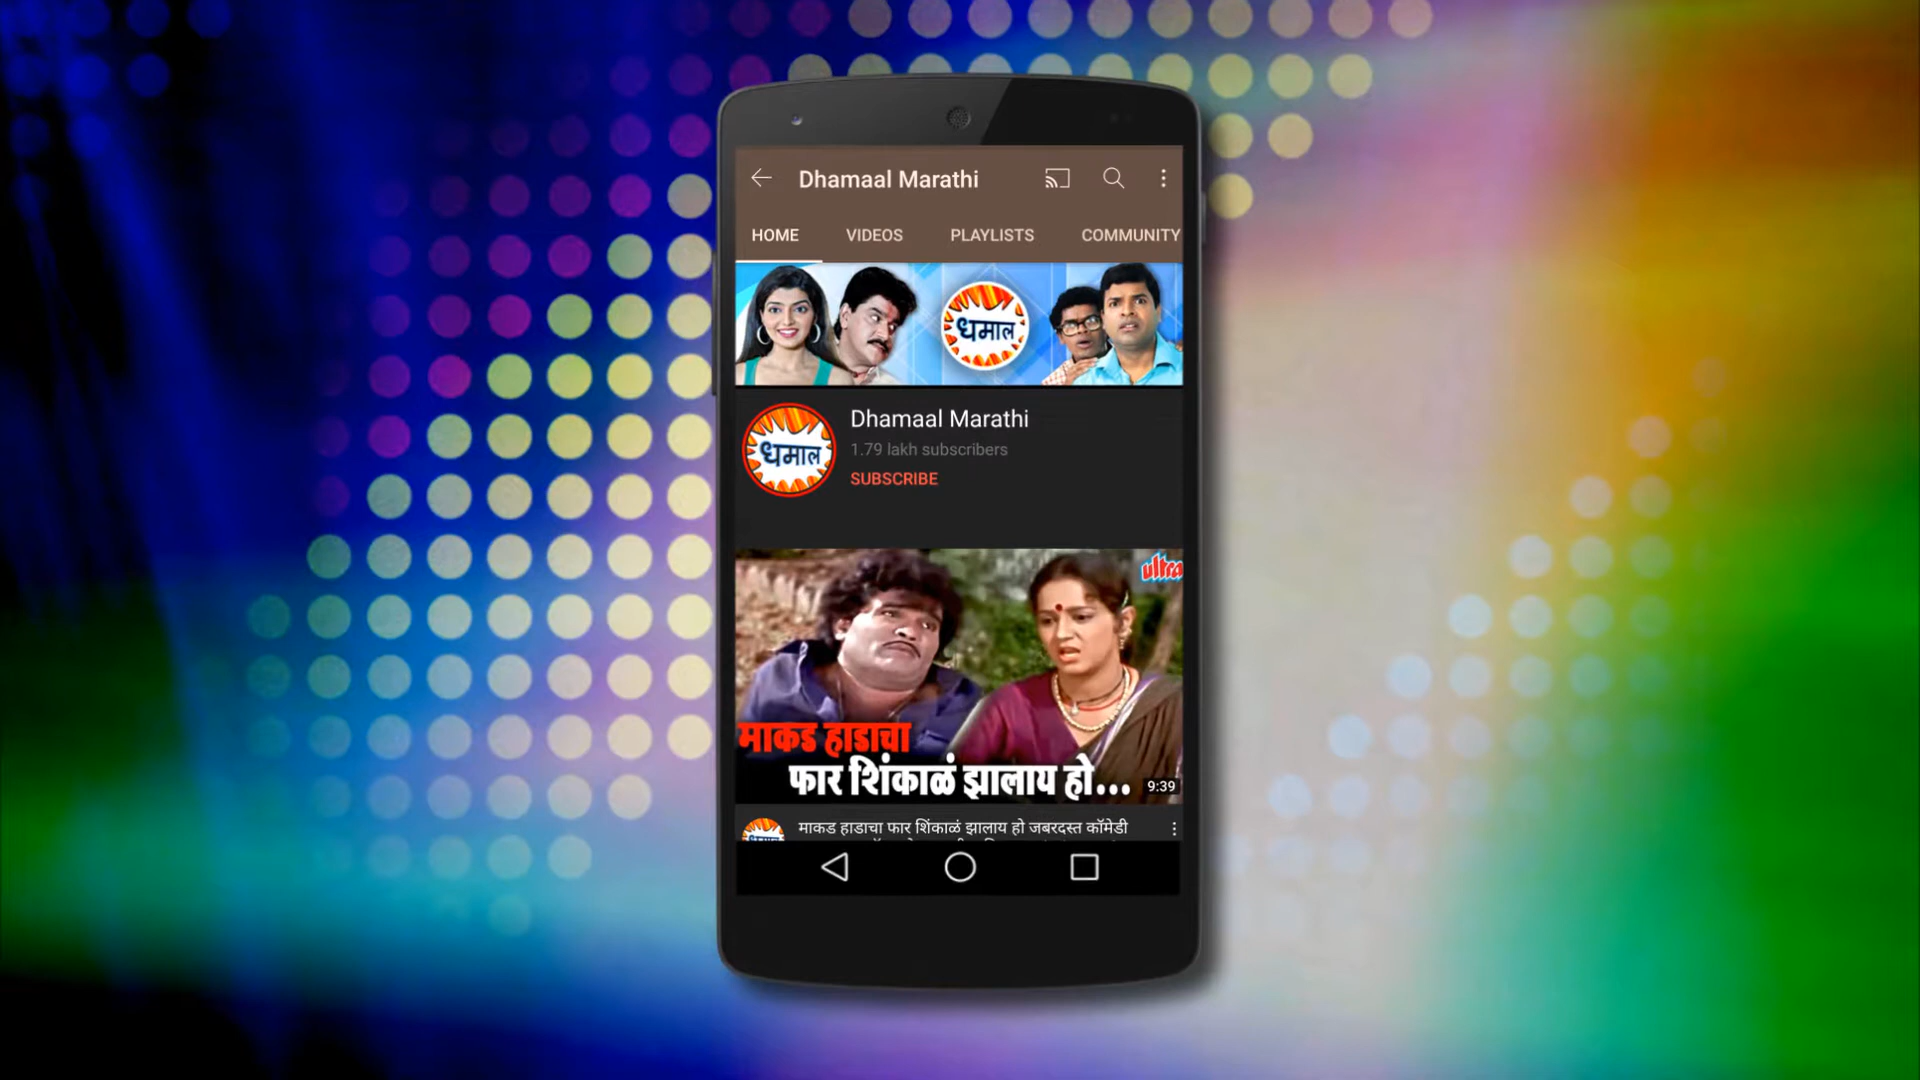 Dhamaal Marathi
HOME VIDEOS PLAYLISTS COMMUNITY
धमाल
Dhamaal Marathi
1.79 lakh subscribers
SUBSCRIBE
धमाल
ultra
माकड हाडाचा
फार शिंकाळं झालाय हो...
9:39
माकड हाडाचा फार शिंकाळं झालाय हो जबरदस्त कॉमेडी